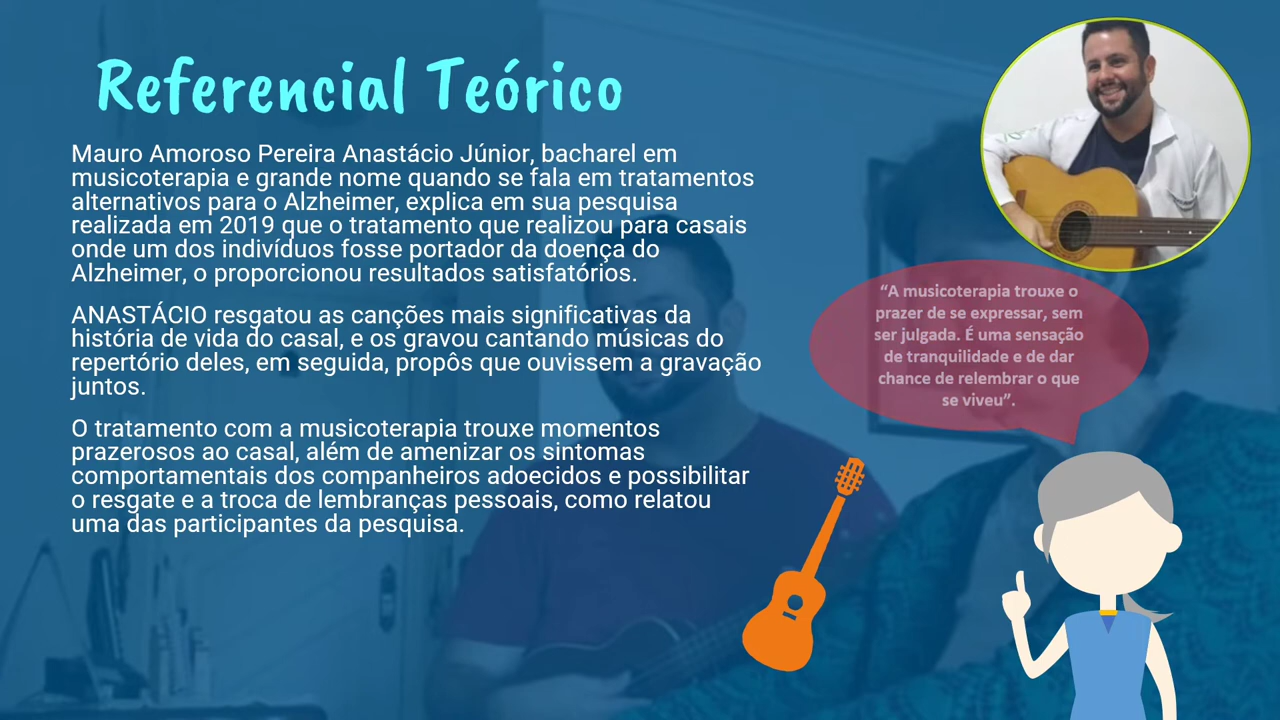 Referencial Teórico
Mauro Amoroso Pereira Anastácio Júnior, bacharel em
musicoterapia e grande nome quando se fala em tratamentos
alternativos para o Alzheimer, explica em sua pesquisa
realizada em 2019 que o tratamento que realizou para casais
onde um dos indivíduos fosse portador da doença do
Alzheimer, o proporcionou resultados satisfatórios.
ANASTÁCIO resgatou as canções mais significativas da
história de vida do casal, e os gravou cantando músicas do
repertório deles, em seguida, propôs que ouvissem a gravação
juntos.
O tratamento com a musicoterapia trouxe momentos
prazerosos ao casal, além de amenizar os sintomas
comportamentais dos companheiros adoecidos e possibilitar
o resgate e a troca de lembranças pessoais, como relatou
uma das participantes da pesquisa.
“A musicoterapia trouxe o
prazer de se expressar, sem
ser julgada. É uma sensação
de tranquilidade e de dar
chance de relembrar o que
se viveu”.